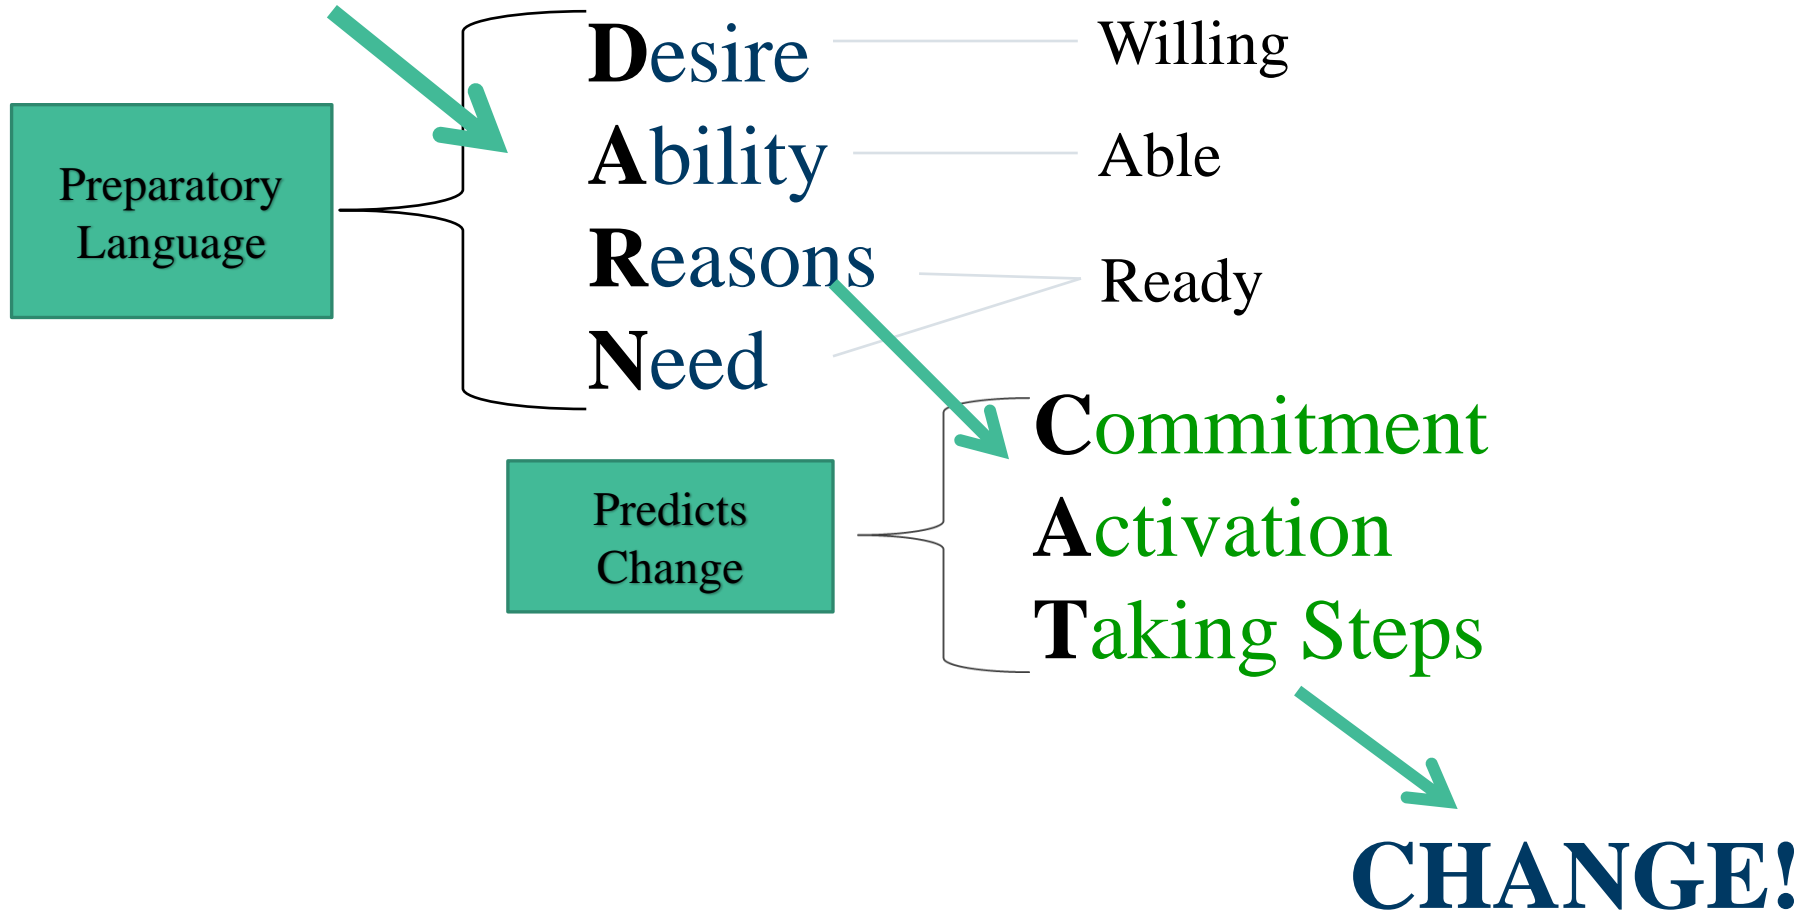 Preparatory
Language
Desire
Ability
Reasons
Need
Willing
Able
Ready
Predicts
Change
Commitment
Activation
Taking Steps
CHANGE!